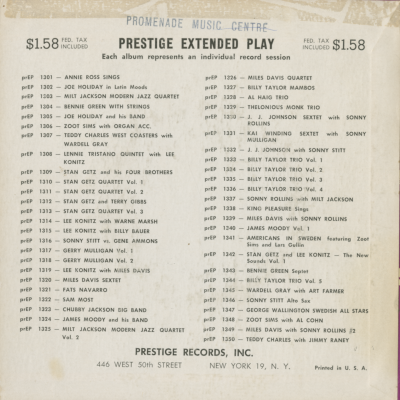 PROMENADE MUSIC CENTRE
$1.58 FED. TAX INCLUDED
PRESTIGE EXTENDED PLAY
FED. TAX INCLUDED $1.58
Each album represents an individual record session
prEP 1301 — ANNIE ROSS SINGS
prEP 1302 — JOE HOLIDAY in Latin Moods
prEP 1303 — MILT JACKSON MODERN JAZZ QUARTET
prEP 1304 — BENNIE GREEN WITH STRINGS
prEP 1305 — JOE HOLIDAY and his BAND
prEP 1306 — ZOOT SIMS with ORGAN ACC.
prEP 1307 — TEDDY CHARLES WEST COASTERS with
WARDELL GRAY
prEP 1308 — LENNIE TRISTANO QUINTET with LEE
KONITZ
prEP 1309 — STAN GETZ and his FOUR BROTHERS
prEP 1310 — STAN GETZ QUARTET Vol. 1
prEP 1311 — STAN GETZ QUARTET Vol. 2
prEP 1312 — STAN GETZ and TERRY GIBBS
prEP 1313 — STAN GETZ QUARTET Vol. 3
prEP 1314 — LEE KONITZ with WARNE MARSH
prEP 1315 — LEE KONITZ with BILLY BAUER
prEP 1316 — SONNY STITT vs. GENE AMMONS
prEP 1317 — GERRY MULLIGAN Vol. 1
prEP 1318 — GERRY MULLIGAN Vol. 2
prEP 1319 — LEE KONITZ with MILES DAVIS
prEP 1320 — MILES DAVIS SEXTET
prEP 1321 — FATS NAVARRO
prEP 1322 — SAM MOST
prEP 1323 — CHUBBY JACKSON BIG BAND
prEP 1324 — JAMES MOODY and his BAND
prEP 1325 — MILT JACKSON MODERN JAZZ QUARTET
Vol. 2
prEP 1326 — MILES DAVIS QUARTET
prEP 1327 — BILLY TAYLOR MAMBOS
prEP 1328 — AL HAIG TRIO
prEP 1329 — THELONIOUS MONK TRIO
prEP 1330 — J. J. JOHNSON SEXTET with SONNY
ROLLINS
prEP 1331 — KAI WINDING SEXTET with SONNY
MULLIGAN
prEP 1332 — J. J. JOHNSON with SONNY STITT
prEP 1333 — BILLY TAYLOR TRIO Vol. 1
prEP 1334 — BILLY TAYLOR TRIO Vol. 2
prEP 1335 — BILLY TAYLOR TRIO Vol. 3
prEP 1336 — BILLY TAYLOR TRIO Vol. 4
prEP 1337 — SONNY ROLLINS with MILT JACKSON
prEP 1338 — KING PLEASURE Sings
prEP 1339 — MILES DAVIS with SONNY ROLLINS
prEP 1340 — JAMES MOODY Vol. 1
prEP 1341 — AMERICANS IN SWEDEN featuring Zoot
Sims and Lars Gullin
prEP 1342 — STAN GETZ and LEE KONITZ — The New
Sounds Vol. 1
prEP 1343 — BENNIE GREEN Septet
prEP 1344 — BILLY TAYLOR TRIO Vol. 5
prEP 1345 — WARDELL GRAY with ART FARMER
prEP 1346 — SONNY STITT Alto Sax
prEP 1347 — GEORGE WALLINGTON SWEDISH ALL STARS
prEP 1348 — ZOOT SIMS with AL COHN
prEP 1349 — MILES DAVIS with SONNY ROLLINS #2
prEP 1350 — TEDDY CHARLES with JIMMY RANEY
PRESTIGE RECORDS, INC.
446 WEST 50th STREET NEW YORK 19, N. Y.
Printed in U. S. A.